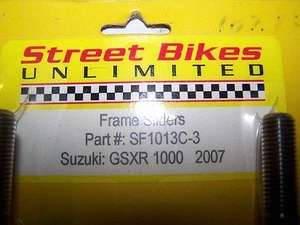 Street Bikes
UNLIMITED
Frame Sliders
Part #: SF1013C-3
Suzuki: GSXR 1000 2007